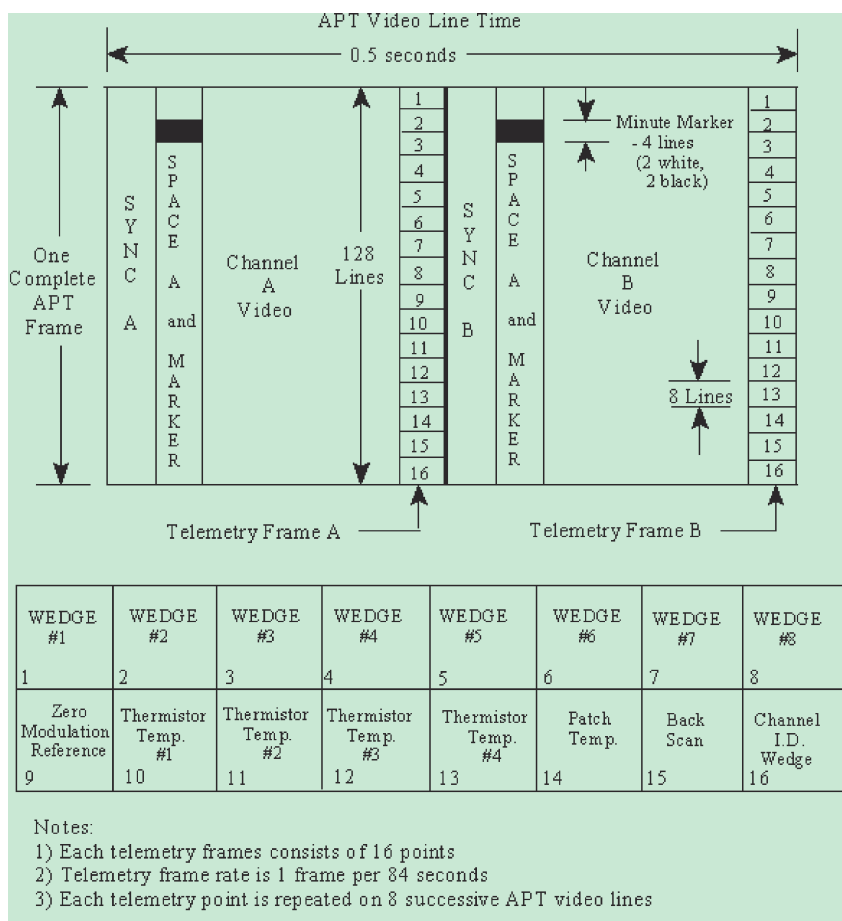 APT Video Line Time
0.5 seconds
One
Complete
APT
Frame
SYNC A
SPACE A and MARKER
Channel
A
Video
128
Lines
1
2
3
4
5
6
7
8
9
10
11
12
13
14
15
16
SYNC B
SPACE A and MARKER
Minute Marker
- 4 lines
(2 white,
2 black)
Channel
B
Video
8 Lines
1
2
3
4
5
6
7
8
9
10
11
12
13
14
15
16
Telemetry Frame A
Telemetry Frame B
WEDGE
#1
1
WEDGE
#2
2
WEDGE
#3
3
WEDGE
#4
4
WEDGE
#5
5
WEDGE
#6
6
WEDGE
#7
7
WEDGE
#8
8
Zero
Modulation
Reference
9
Thermistor
Temp.
#1
10
Thermistor
Temp.
#2
11
Thermistor
Temp.
#3
12
Thermistor
Temp.
#4
13
Patch
Temp.
14
Back
Scan
15
Channel
I.D.
Wedge
16
Notes:
1) Each telemetry frames consists of 16 points
2) Telemetry frame rate is 1 frame per 84 seconds
3) Each telemetry point is repeated on 8 successive APT video lines